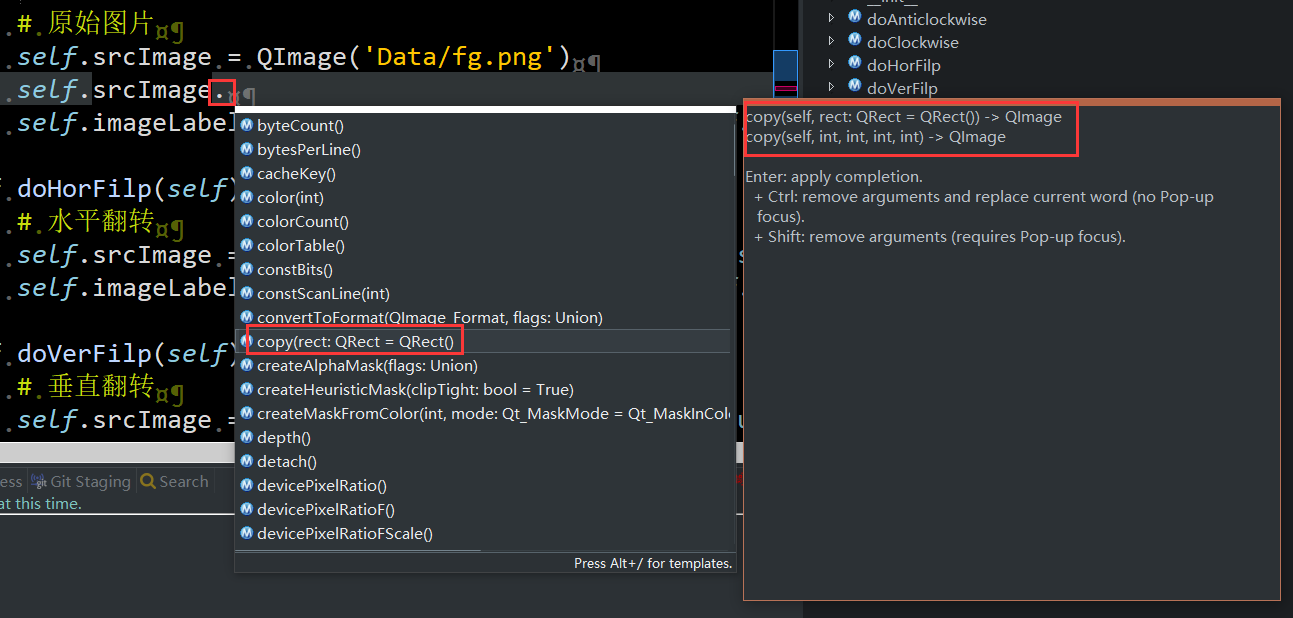 # 原始图片¤¶
self.srcImage = QImage('Data/fg.png')¤¶
self.srcImage.¤¶
self.imageLabel
doHorFilp(self)
# 水平翻转¤¶
self.srcImage =
self.imageLabel
doVerFilp(self)
# 垂直翻转¤¶
self.srcImage =
byteCount()
bytesPerLine()
cacheKey()
color(int)
colorCount()
colorTable()
constBits()
constScanLine(int)
convertToFormat(QImage_Format, flags: Union)
copy(rect: QRect = QRect()
createAlphaMask(flags: Union)
createHeuristicMask(clipTight: bool = True)
createMaskFromColor(int, mode: Qt_MaskMode = Qt_MaskInColo
depth()
detach()
devicePixelRatio()
devicePixelRatioF()
devicePixelRatioFScale()
Press Alt+/ for templates.
__init__
doAnticlockwise
doClockwise
doHorFilp
doVerFilp
copy(self, rect: QRect = QRect()) -> QImage
copy(self, int, int, int, int) -> QImage
Enter: apply completion.
+ Ctrl: remove arguments and replace current word (no Pop-up
focus).
+ Shift: remove arguments (requires Pop-up focus).
ess Git Staging Search
at this time.